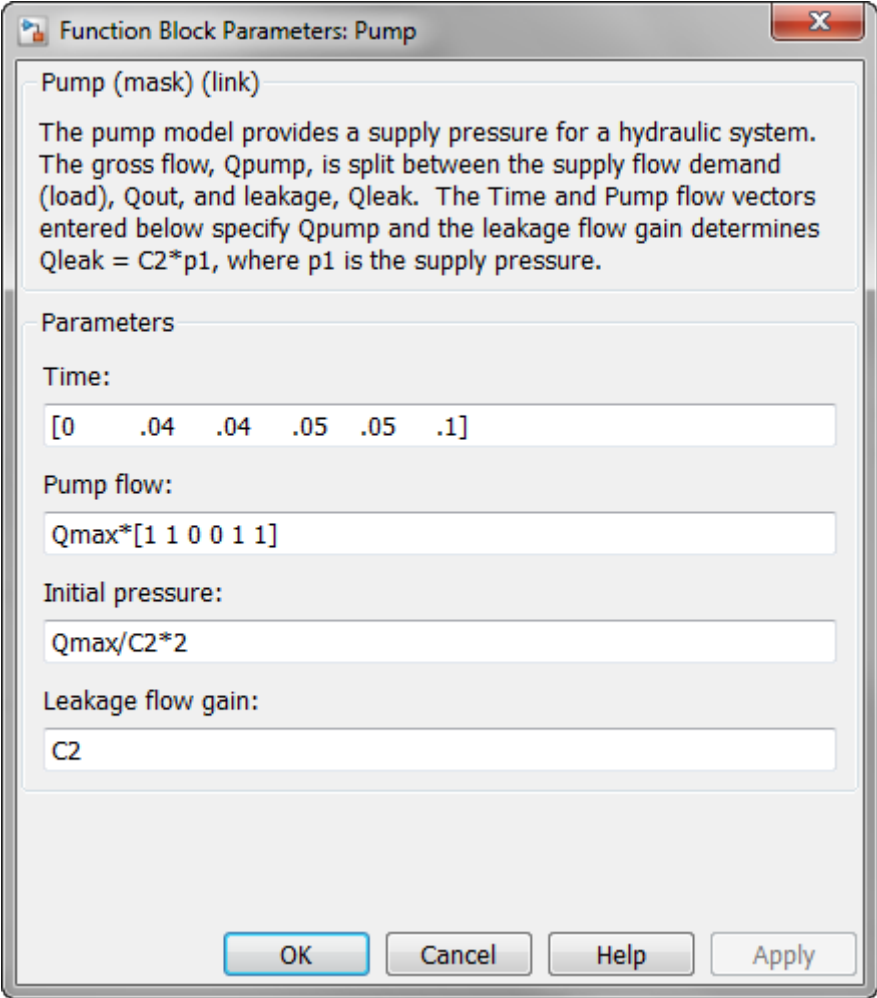 Function Block Parameters: Pump
x
Pump (mask) (link)
The pump model provides a supply pressure for a hydraulic system.
The gross flow, Qpump, is split between the supply flow demand
(load), Qout, and leakage, Qleak.  The Time and Pump flow vectors
entered below specify Qpump and the leakage flow gain determines
Qleak = C2*p1, where p1 is the supply pressure.
Parameters
Time:
[0 .04 .04 .05 .05 .1]
Pump flow:
Qmax*[1 1 0 0 1 1]
Initial pressure:
Qmax/C2*2
Leakage flow gain:
C2
OK Cancel Help Apply